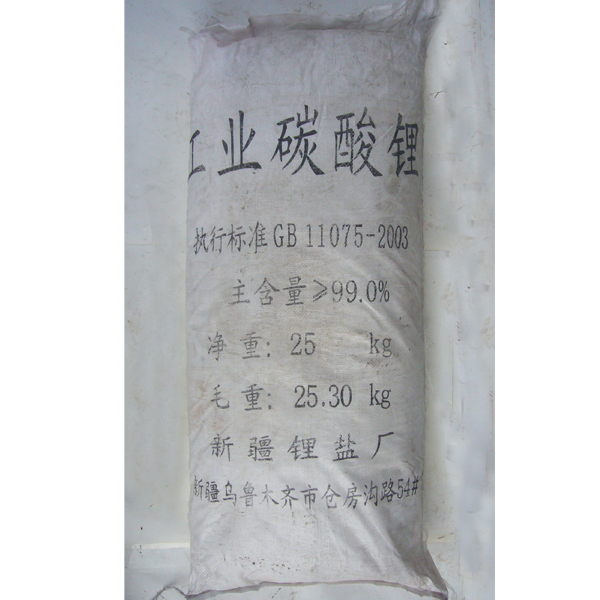 工业碳酸锂
执行标准GB 11075-2003
主含量≥99.0%
净重: 25 kg
毛重: 25.30 kg
新疆锂盐厂
新疆乌鲁木齐市仓房沟路54#